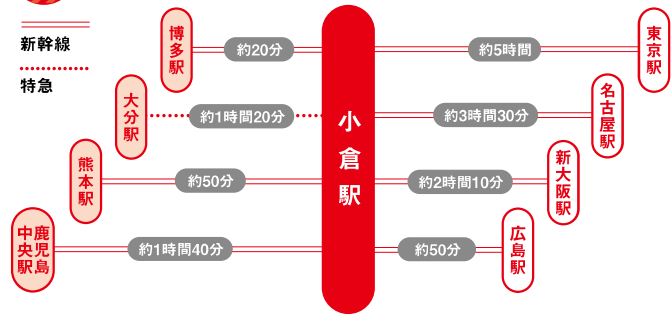 新幹線
特急
博多駅
約20分
大分駅
約1時間20分
熊本駅
約50分
鹿児島
中央駅
約1時間40分
小倉駅
約5時間
東京駅
約3時間30分
名古屋駅
約2時間10分
新大阪駅
約50分
広島駅